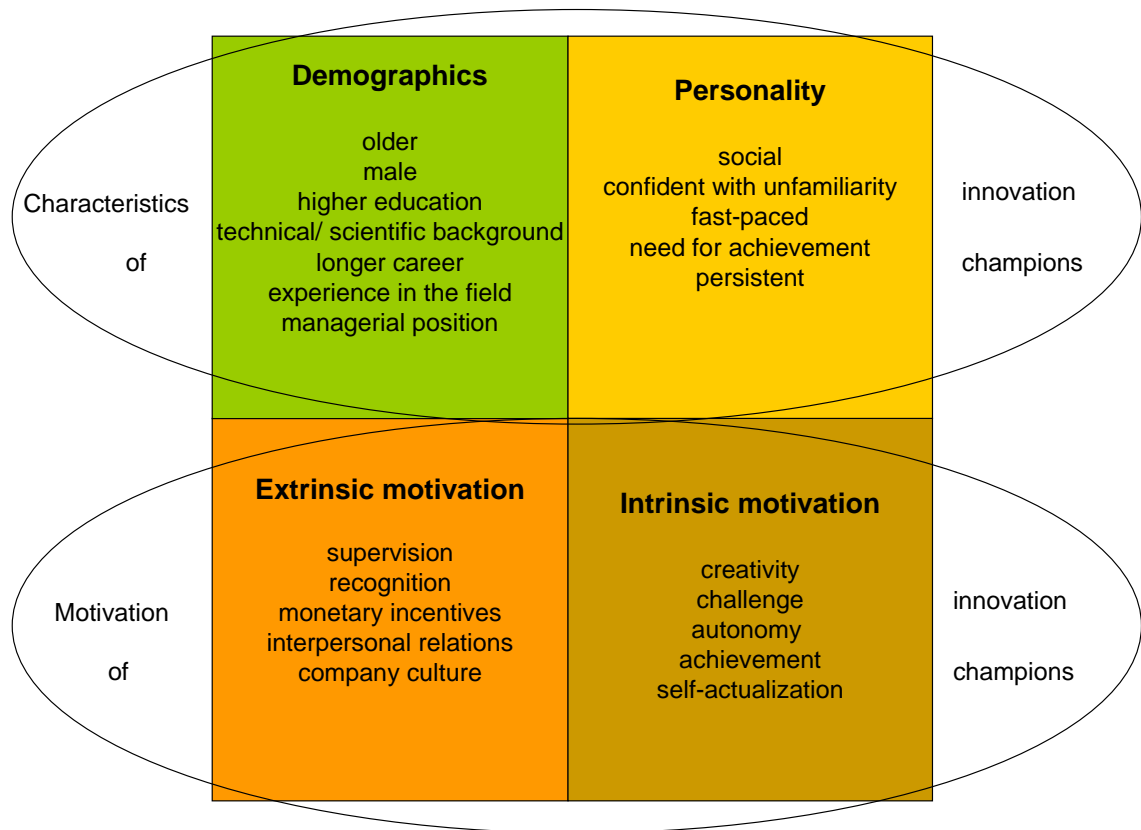 Demographics
older
male
higher education
technical/ scientific background
longer career
experience in the field
managerial position
Personality
social
confident with unfamiliarity
fast-paced
need for achievement
persistent
Characteristics
of
innovation
champions
Extrinsic motivation
supervision
recognition
monetary incentives
interpersonal relations
company culture
Intrinsic motivation
creativity
challenge
autonomy
achievement
self-actualization
Motivation
of
innovation
champions